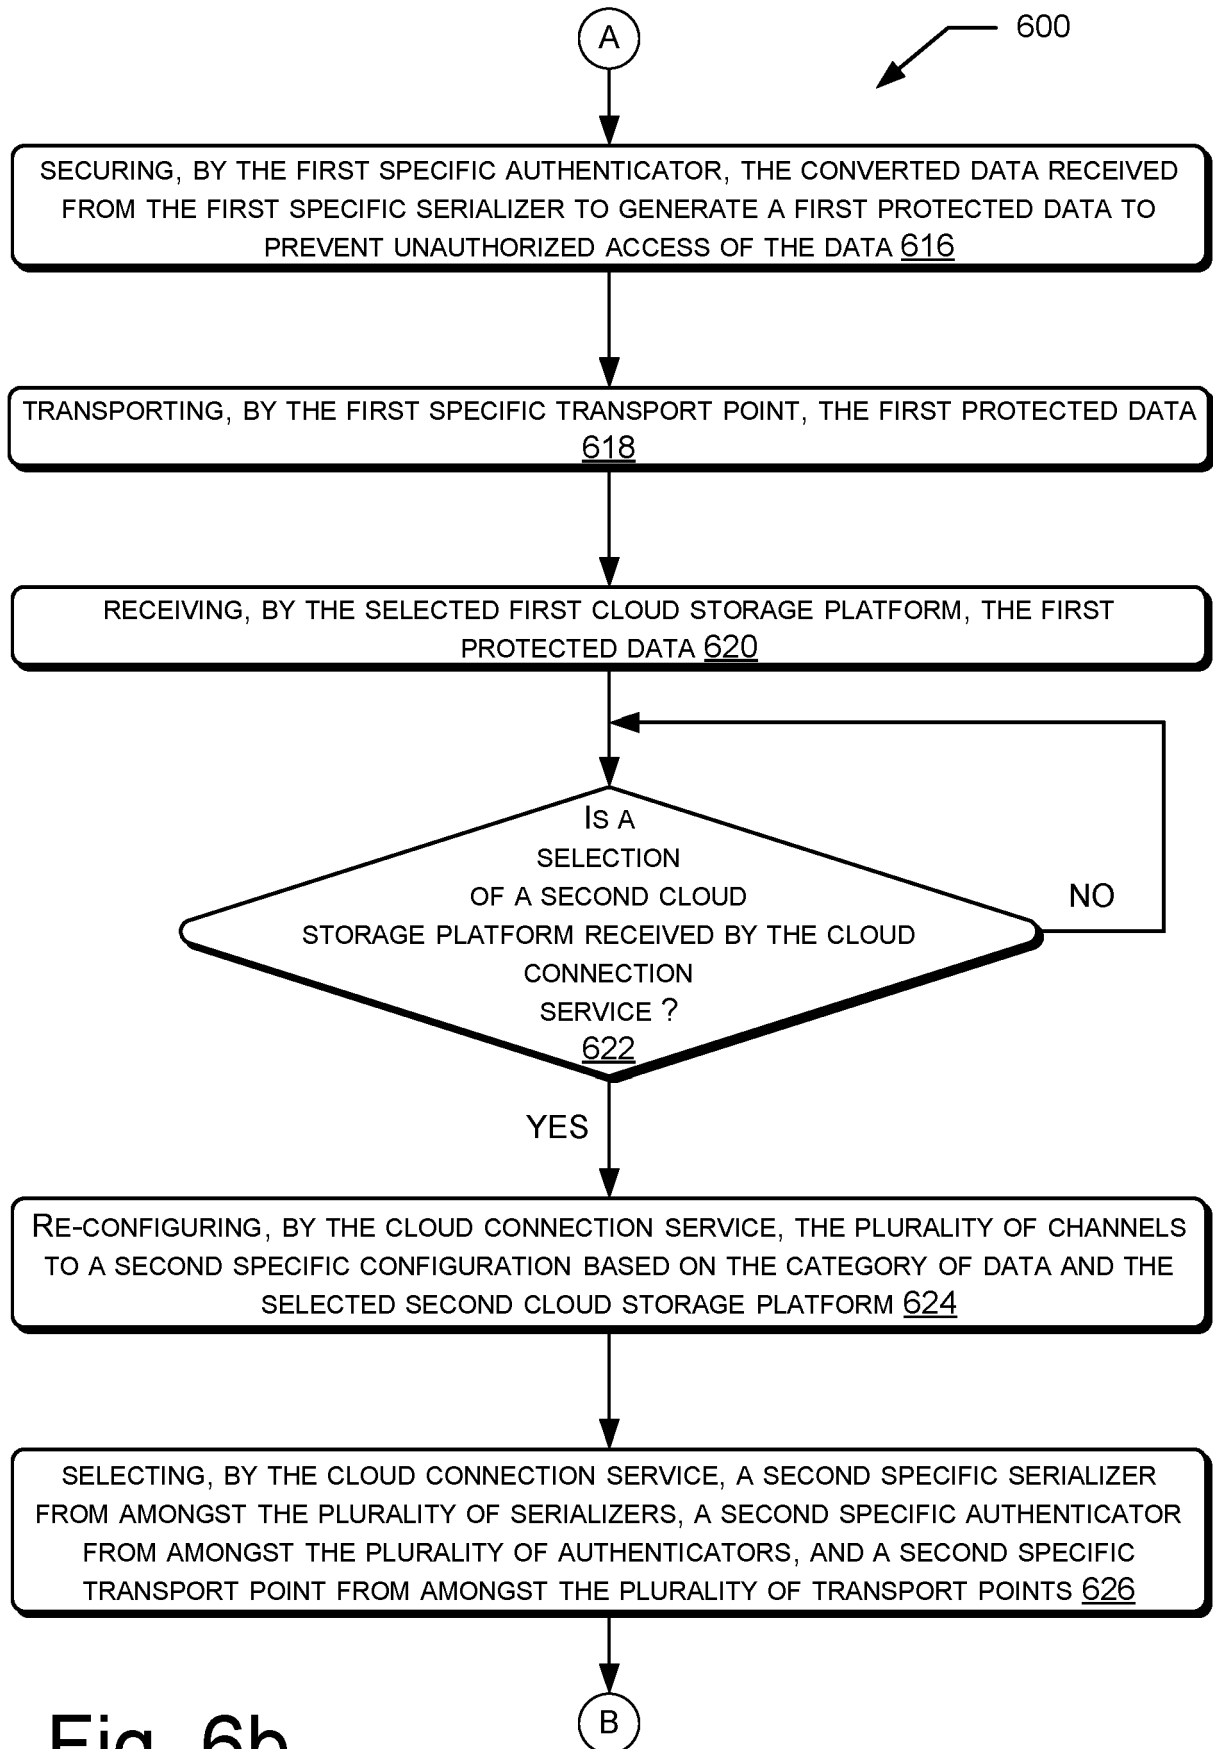 A
600
SECURING, BY THE FIRST SPECIFIC AUTHENTICATOR, THE CONVERTED DATA RECEIVED
FROM THE FIRST SPECIFIC SERIALIZER TO GENERATE A FIRST PROTECTED DATA TO
PREVENT UNAUTHORIZED ACCESS OF THE DATA 616
TRANSPORTING, BY THE FIRST SPECIFIC TRANSPORT POINT, THE FIRST PROTECTED DATA
618
RECEIVING, BY THE SELECTED FIRST CLOUD STORAGE PLATFORM, THE FIRST
PROTECTED DATA 620
IS A
SELECTION
OF A SECOND CLOUD
STORAGE PLATFORM RECEIVED BY THE CLOUD
CONNECTION
SERVICE ?
622
NO
YES
RE-CONFIGURING, BY THE CLOUD CONNECTION SERVICE, THE PLURALITY OF CHANNELS
TO A SECOND SPECIFIC CONFIGURATION BASED ON THE CATEGORY OF DATA AND THE
SELECTED SECOND CLOUD STORAGE PLATFORM 624
SELECTING, BY THE CLOUD CONNECTION SERVICE, A SECOND SPECIFIC SERIALIZER
FROM AMONGST THE PLURALITY OF SERIALIZERS, A SECOND SPECIFIC AUTHENTICATOR
FROM AMONGST THE PLURALITY OF AUTHENTICATORS, AND A SECOND SPECIFIC
TRANSPORT POINT FROM AMONGST THE PLURALITY OF TRANSPORT POINTS 626
B
Fig. 6b